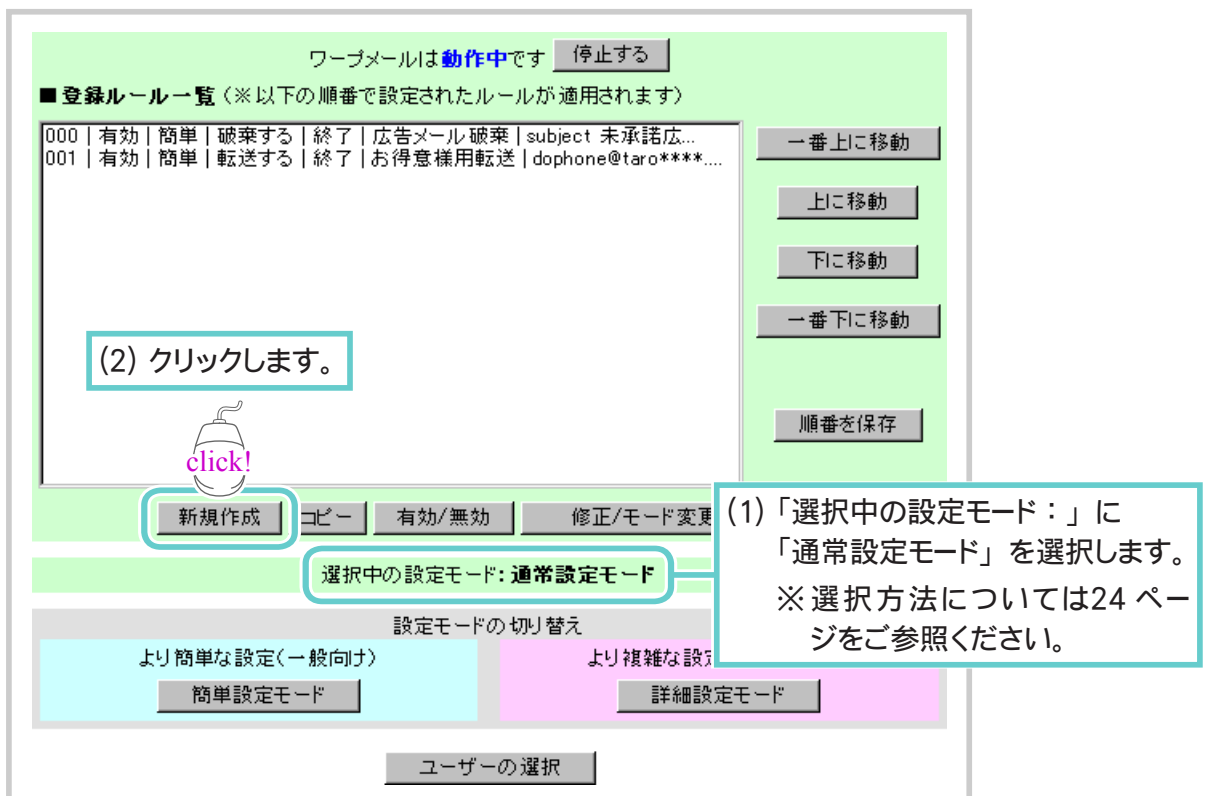 ワープメールは動作中です 停止する
■登録ルール一覧（※以下の順番で設定されたルールが適用されます）
000 | 有効 | 簡単 | 破棄する | 終了 | 広告メール破棄 | subject 未承諾広...
001 | 有効 | 簡単 | 転送する | 終了 | お得意様用転送 | dophone@taro****....
一番上に移動
上に移動
下に移動
一番下に移動
順番を保存
(2) クリックします。
click!
新規作成 コピー 有効/無効 修正/モード変更
(1)「選択中の設定モード：」に
「通常設定モード」を選択します。
※選択方法については24 ペー
ジをご参照ください。
選択中の設定モード: 通常設定モード
設定モードの切り替え
より簡単な設定(一般向け)
簡単設定モード
より複雑な設定
詳細設定モード
ユーザーの選択